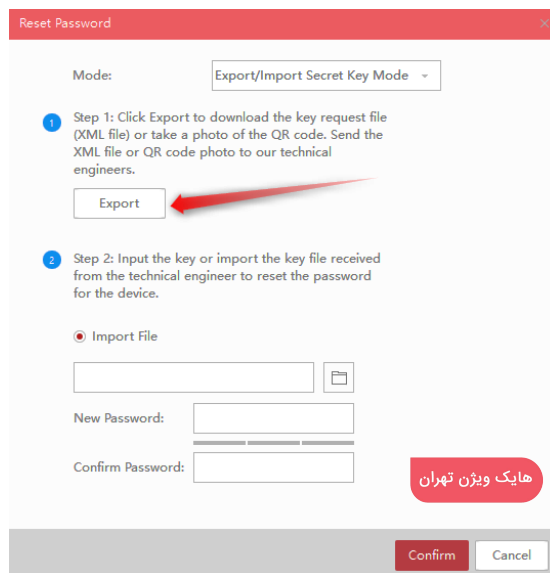 Reset Password
Mode:
Export/Import Secret Key Mode
1
Step 1: Click Export to download the key request file
(XML file) or take a photo of the QR code. Send the
XML file or QR code photo to our technical
engineers.
Export
2
Step 2: Input the key or import the key file received
from the technical engineer to reset the password
for the device.
Import File
New Password:
Confirm Password:
هایک ویژن تهران
Confirm
Cancel